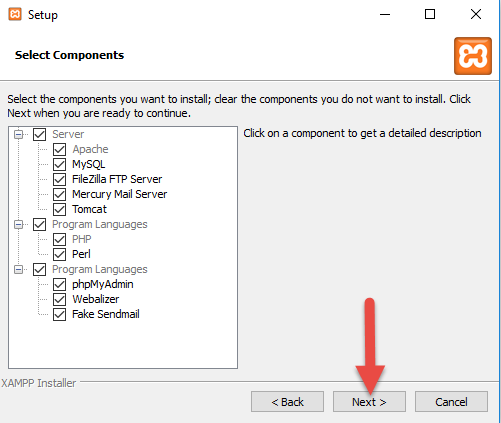 Setup
Select Components
Select the components you want to install; clear the components you do not want to install. Click
Next when you are ready to continue.
Server
Apache
MySQL
FileZilla FTP Server
Mercury Mail Server
Tomcat
Program Languages
PHP
Perl
Program Languages
phpMyAdmin
Webalizer
Fake Sendmail
Click on a component to get a detailed description
XAMPP Installer
< Back
Next >
Cancel